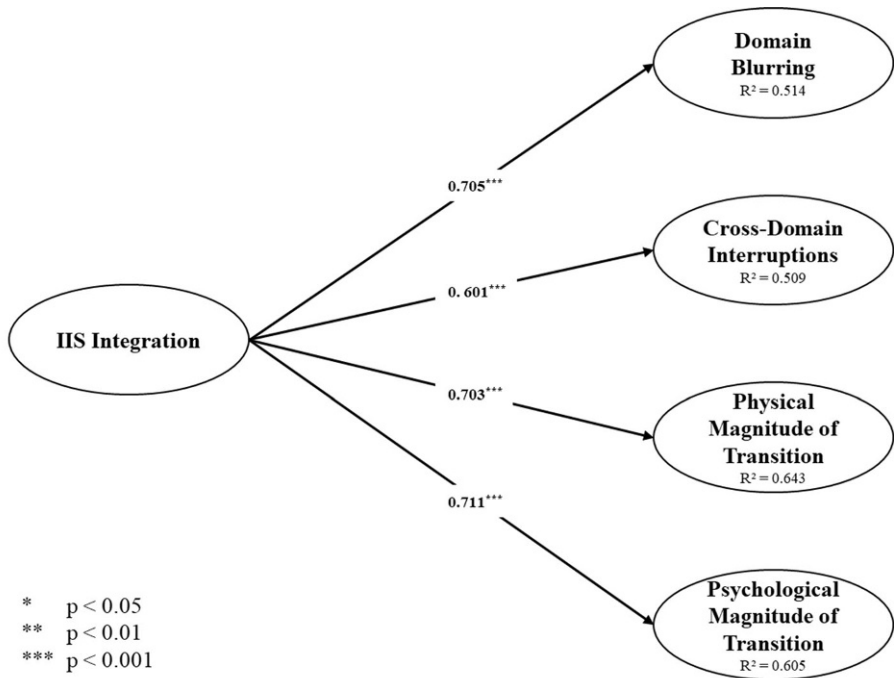 Domain
Blurring
R² = 0.514
0.705***
Cross-Domain
Interruptions
R² = 0.509
0. 601***
IIS Integration
0.703***
Physical
Magnitude of
Transition
R² = 0.643
0.711***
Psychological
Magnitude of
Transition
R² = 0.605
* p < 0.05
** p < 0.01
*** p < 0.001